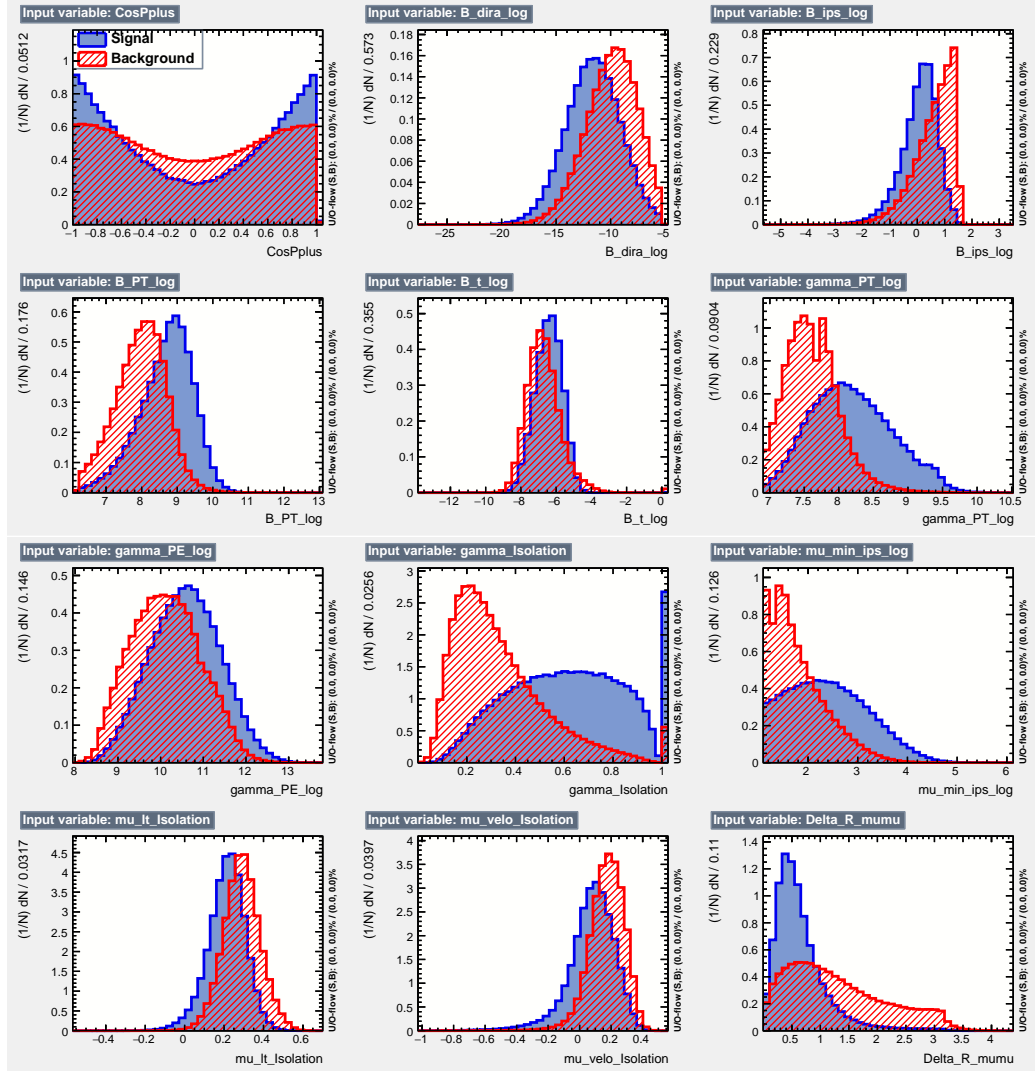 Input variable: CosPplus
(1/N) dN / 0.0512
Signal
Background
1
0.8
0.6
0.4
0.2
0
−1 −0.8 −0.6 −0.4 −0.2 0 0.2 0.4 0.6 0.8 1
CosPplus
U/O-flow (S,B): (0.0, 0.0)% / (0.0, 0.0)%
Input variable: B_dira_log
(1/N) dN / 0.573
0.18
0.16
0.14
0.12
0.1
0.08
0.06
0.04
0.02
0
−25 −20 −15 −10 −5
B_dira_log
U/O-flow (S,B): (0.0, 0.0)% / (0.0, 0.0)%
Input variable: B_ips_log
(1/N) dN / 0.229
0.8
0.7
0.6
0.5
0.4
0.3
0.2
0.1
0
−5 −4 −3 −2 −1 0 1 2 3
B_ips_log
U/O-flow (S,B): (0.0, 0.0)% / (0.0, 0.0)%
Input variable: B_PT_log
(1/N) dN / 0.176
0.6
0.5
0.4
0.3
0.2
0.1
0
7 8 9 10 11 12 13
B_PT_log
U/O-flow (S,B): (0.0, 0.0)% / (0.0, 0.0)%
Input variable: B_t_log
(1/N) dN / 0.355
0.5
0.4
0.3
0.2
0.1
0
−12 −10 −8 −6 −4 −2 0
B_t_log
U/O-flow (S,B): (0.0, 0.0)% / (0.0, 0.0)%
Input variable: gamma_PT_log
(1/N) dN / 0.0904
1
0.8
0.6
0.4
0.2
0
7 7.5 8 8.5 9 9.5 10 10.5
gamma_PT_log
U/O-flow (S,B): (0.0, 0.0)% / (0.0, 0.0)%
Input variable: gamma_PE_log
(1/N) dN / 0.146
0.5
0.4
0.3
0.2
0.1
0
8 9 10 11 12 13
gamma_PE_log
U/O-flow (S,B): (0.0, 0.0)% / (0.0, 0.0)%
Input variable: gamma_Isolation
(1/N) dN / 0.0256
3
2.5
2
1.5
1
0.5
0
0.2 0.4 0.6 0.8 1
gamma_Isolation
U/O-flow (S,B): (0.0, 0.0)% / (0.0, 0.0)%
Input variable: mu_min_ips_log
(1/N) dN / 0.126
1
0.8
0.6
0.4
0.2
0
2 3 4 5 6
mu_min_ips_log
U/O-flow (S,B): (0.0, 0.0)% / (0.0, 0.0)%
Input variable: mu_lt_Isolation
(1/N) dN / 0.0317
4.5
4
3.5
3
2.5
2
1.5
1
0.5
0
−0.4 −0.2 0 0.2 0.4 0.6
mu_lt_Isolation
U/O-flow (S,B): (0.0, 0.0)% / (0.0, 0.0)%
Input variable: mu_velo_Isolation
(1/N) dN / 0.0397
4
3.5
3
2.5
2
1.5
1
0.5
0
−1 −0.8 −0.6 −0.4 −0.2 0 0.2 0.4
mu_velo_Isolation
U/O-flow (S,B): (0.0, 0.0)% / (0.0, 0.0)%
Input variable: Delta_R_mumu
(1/N) dN / 0.11
1.4
1.2
1
0.8
0.6
0.4
0.2
0
0.5 1 1.5 2 2.5 3 3.5 4
Delta_R_mumu
U/O-flow (S,B): (0.0, 0.0)% / (0.0, 0.0)%